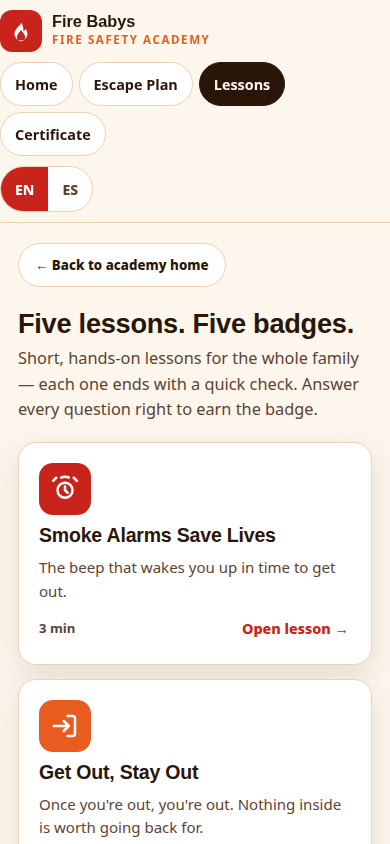 Fire Babys
FIRE SAFETY ACADEMY
Home
Escape Plan
Lessons
Certificate
EN
ES
← Back to academy home
Five lessons. Five badges.
Short, hands-on lessons for the whole family
— each one ends with a quick check. Answer
every question right to earn the badge.
Smoke Alarms Save Lives
The beep that wakes you up in time to get
out.
3 min
Open lesson →
Get Out, Stay Out
Once you're out, you're out. Nothing inside
is worth going back for.